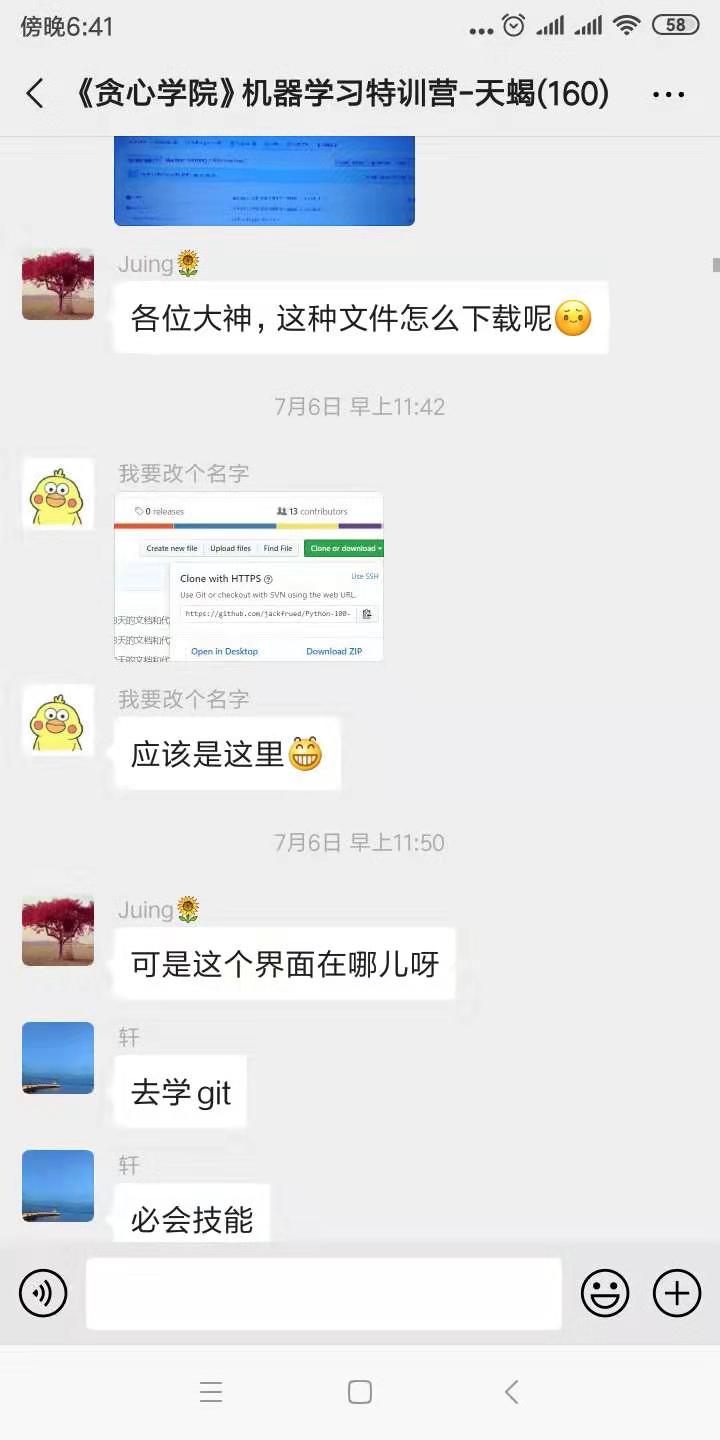 傍晚6:41
58
《贪心学院》机器学习特训营-天蝎(160)
Juing
各位大神，这种文件怎么下载呢
7月6日 早上11:42
我要改个名字
0 releases
13 contributors
Create new file
Upload files
Find File
Clone or download
Clone with HTTPS
Use SSH
Use Git or checkout with SVN using the web URL.
https://github.com/jackfrued/Python-100-
天的文档和代
天的文档和代
天的文档和代
Open in Desktop
Download ZIP
我要改个名字
应该是这里
7月6日 早上11:50
Juing
可是这个界面在哪儿呀
轩
去学git
轩
必会技能